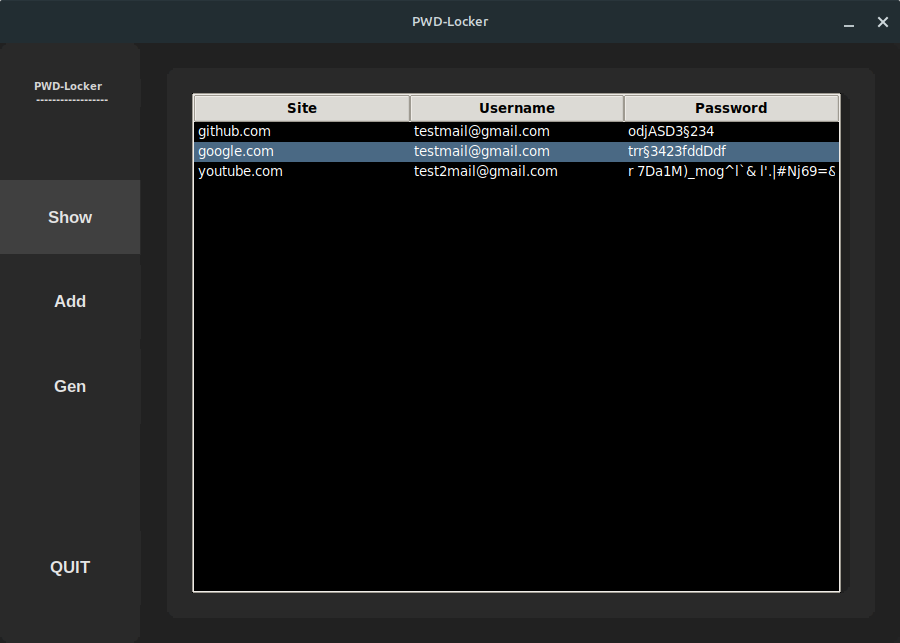 PWD-Locker
PWD-Locker
------------------
Site Username Password
github.com testmail@gmail.com odjASD3§234
google.com testmail@gmail.com trr§3423fddDdf
youtube.com test2mail@gmail.com r 7Da1M)_mog^l`& l'.|#Nj69=&
Show
Add
Gen
QUIT